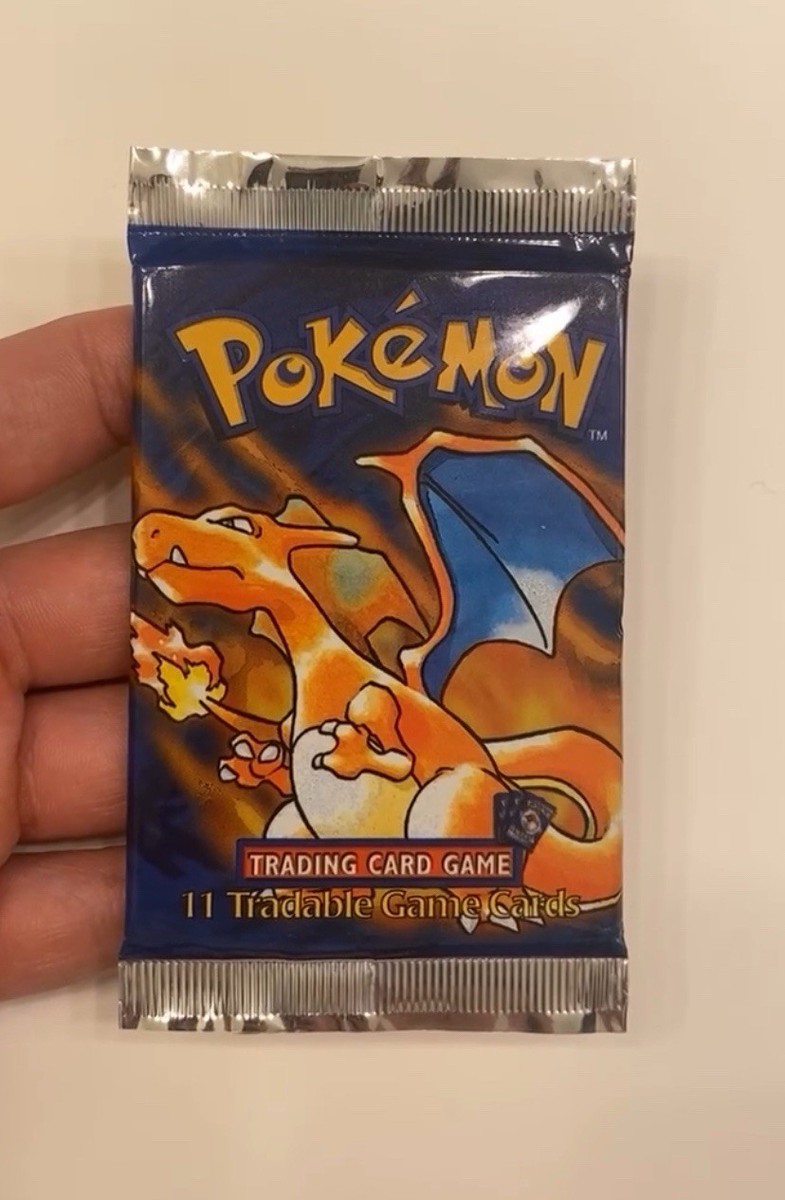 POKéMON
TM
TRADING CARD GAME
11 Tradable Game Cards